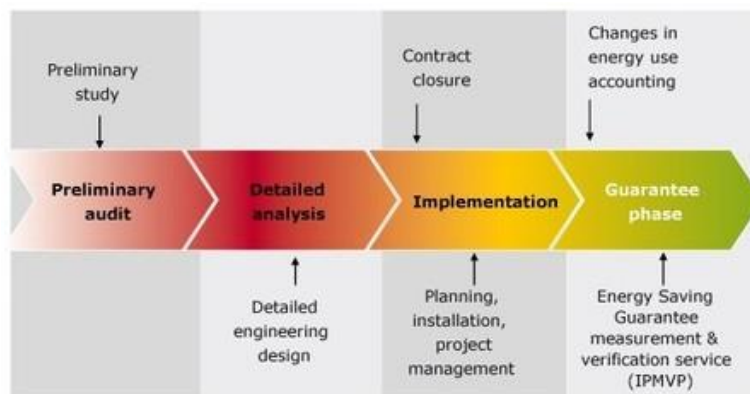 Preliminary
study
Contract
closure
Changes in
energy use
accounting
Preliminary
audit
Detailed
analysis
Implementation
Guarantee
phase
Detailed
engineering
design
Planning,
installation,
project
management
Energy Saving
Guarantee
measurement &
verification service
(IPMVP)